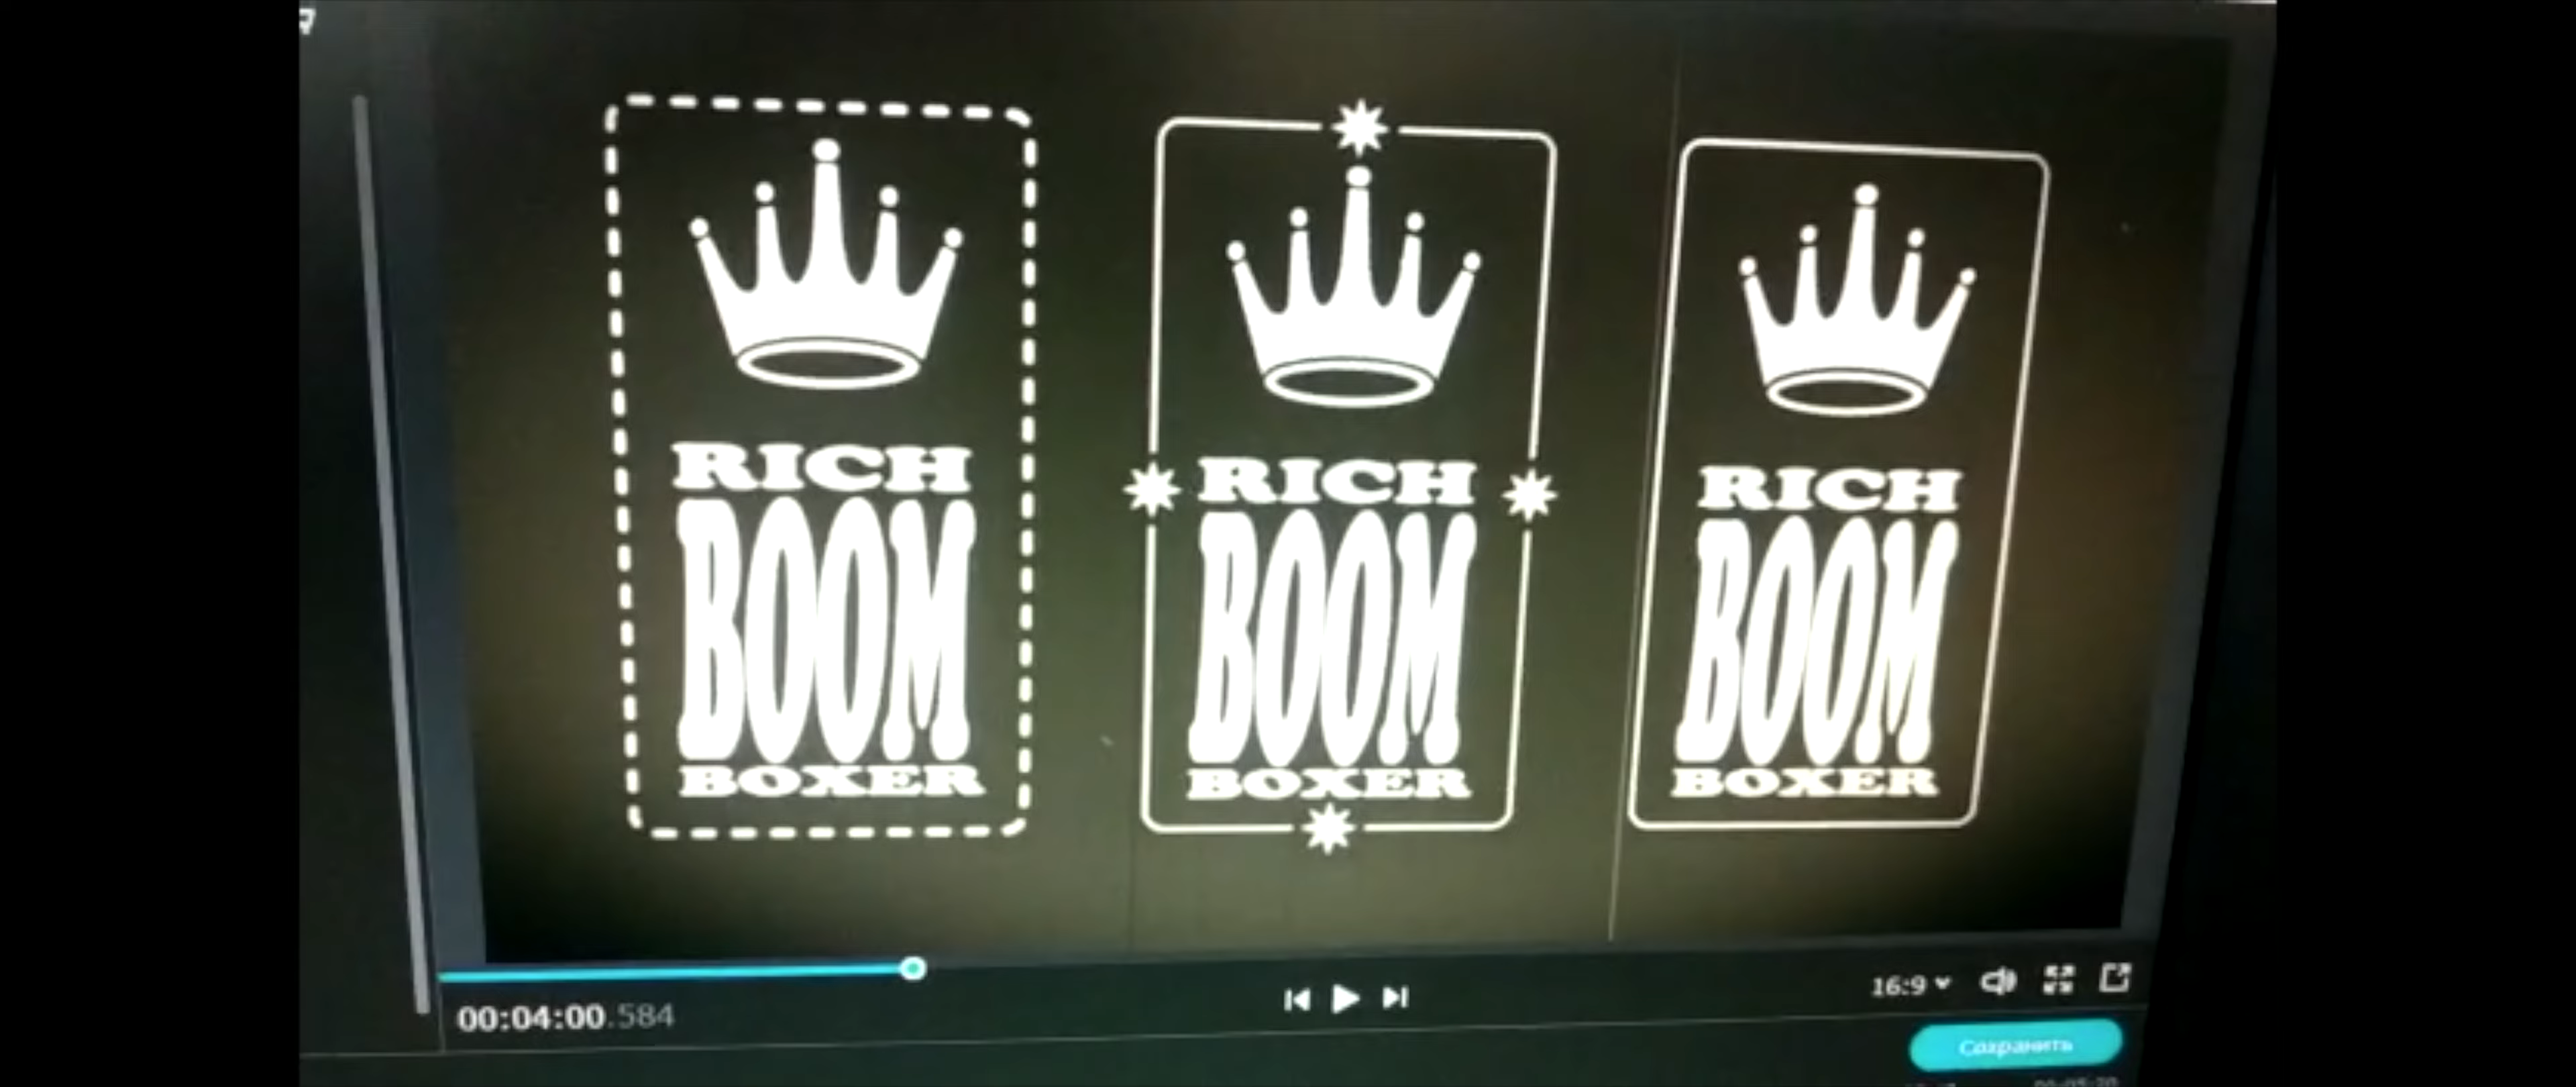 RICH
BOOM
BOXER
RICH
BOOM
BOXER
RICH
BOOM
BOXER
00:04:00.584
16:9
Сохранить